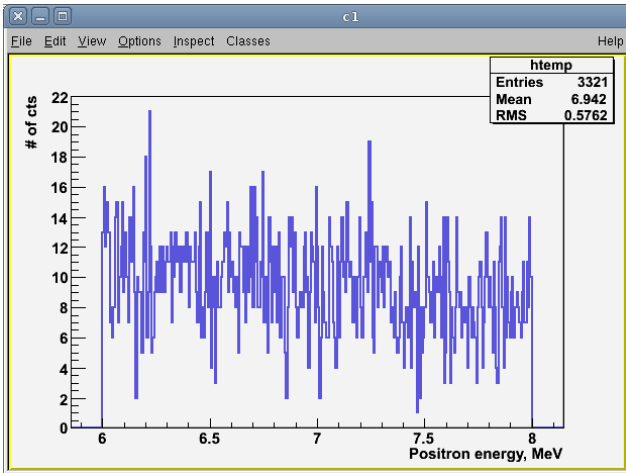 c1
File Edit View Options Inspect Classes Help
htemp
Entries 3321
Mean 6.942
RMS 0.5762
# of cts
22
20
18
16
14
12
10
8
6
4
2
0
6 6.5 7 7.5 8
Positron energy, MeV